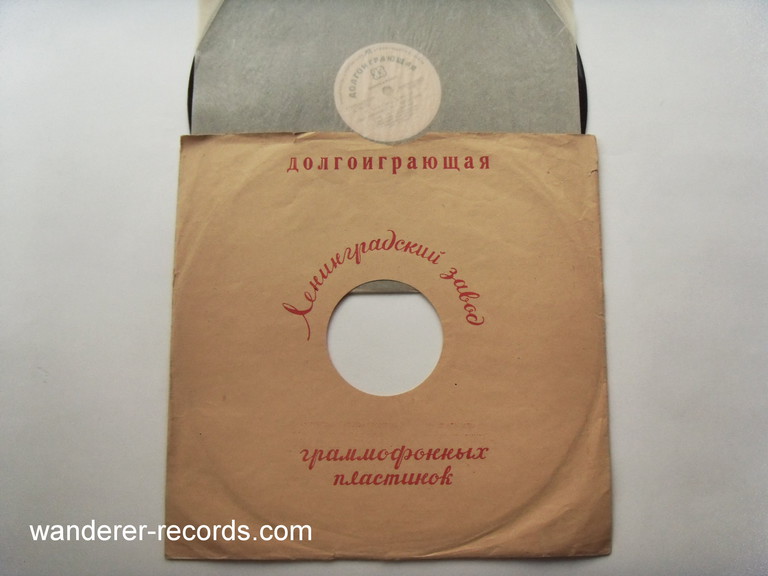 ДОЛГОИГРАЮЩАЯ
долгоиграющая
Ленинградский завод
граммофонных
пластинок
wanderer-records.com